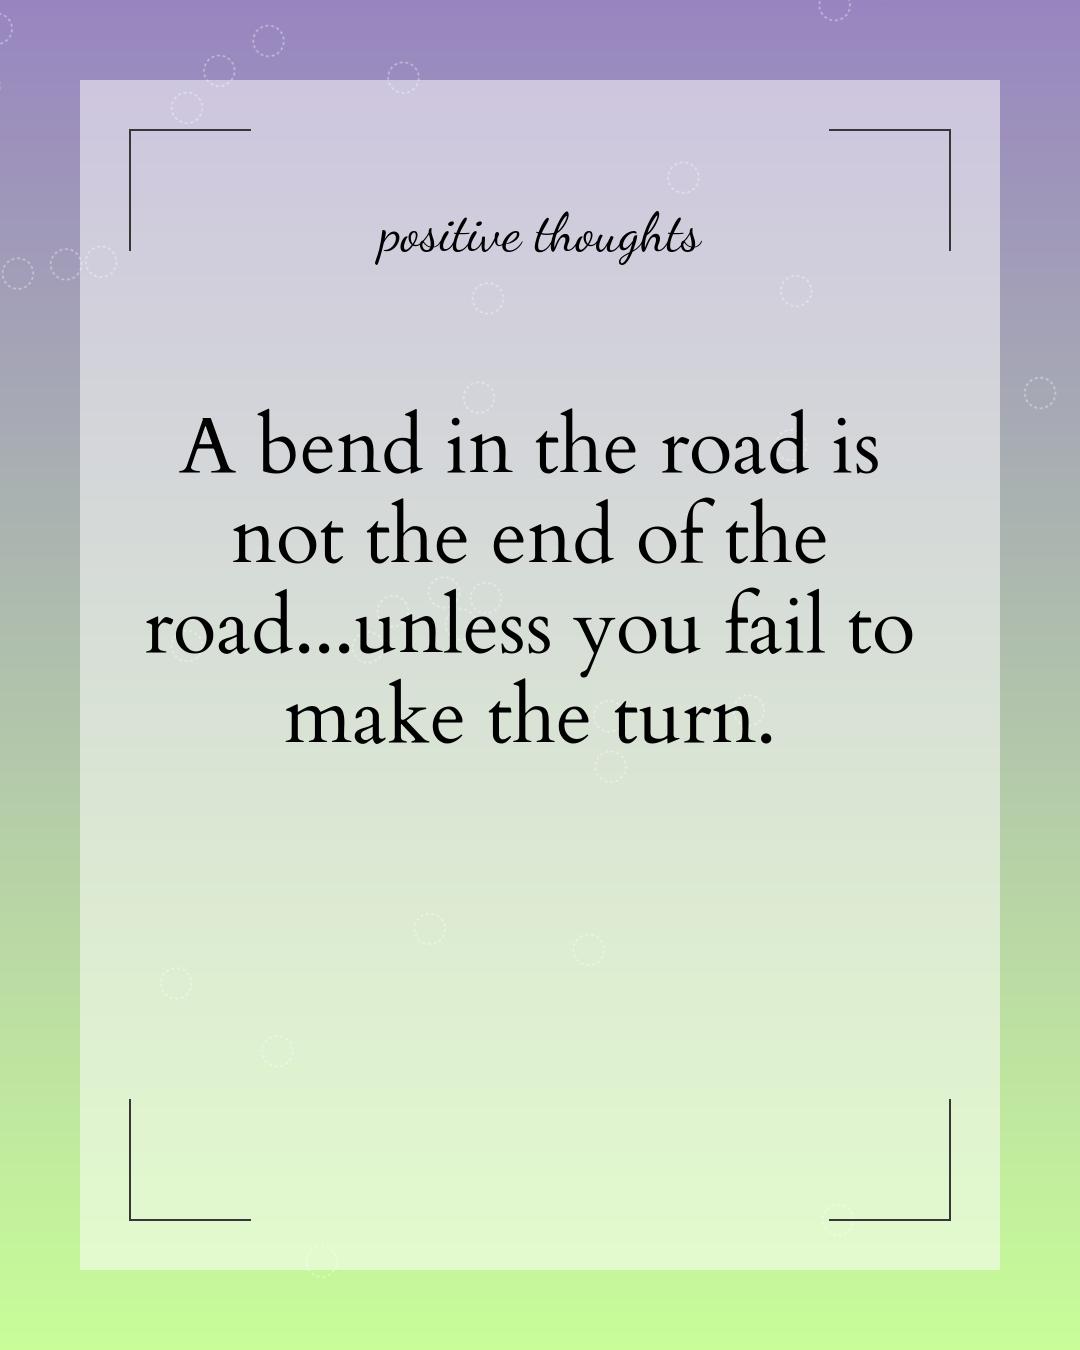 positive thoughts
A bend in the road is
not the end of the
road...unless you fail to
make the turn.